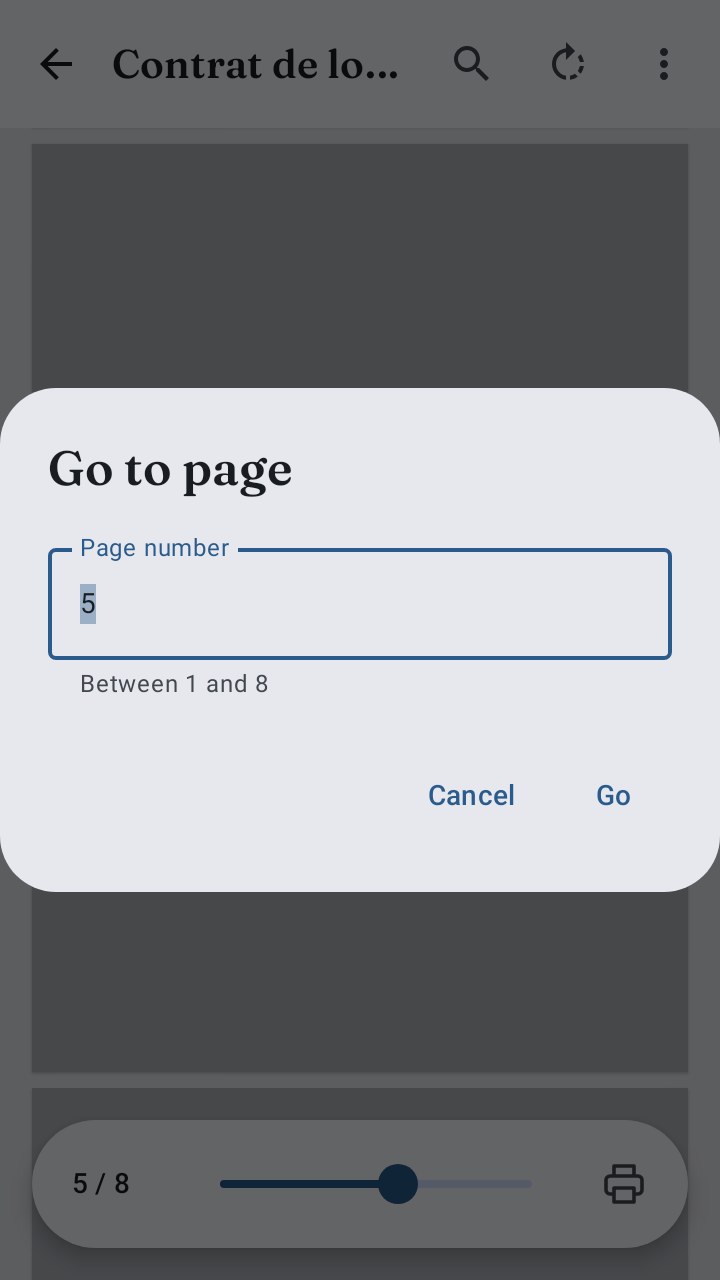 Contrat de lo...
Go to page
Page number
5
Between 1 and 8
Cancel
Go
5 / 8